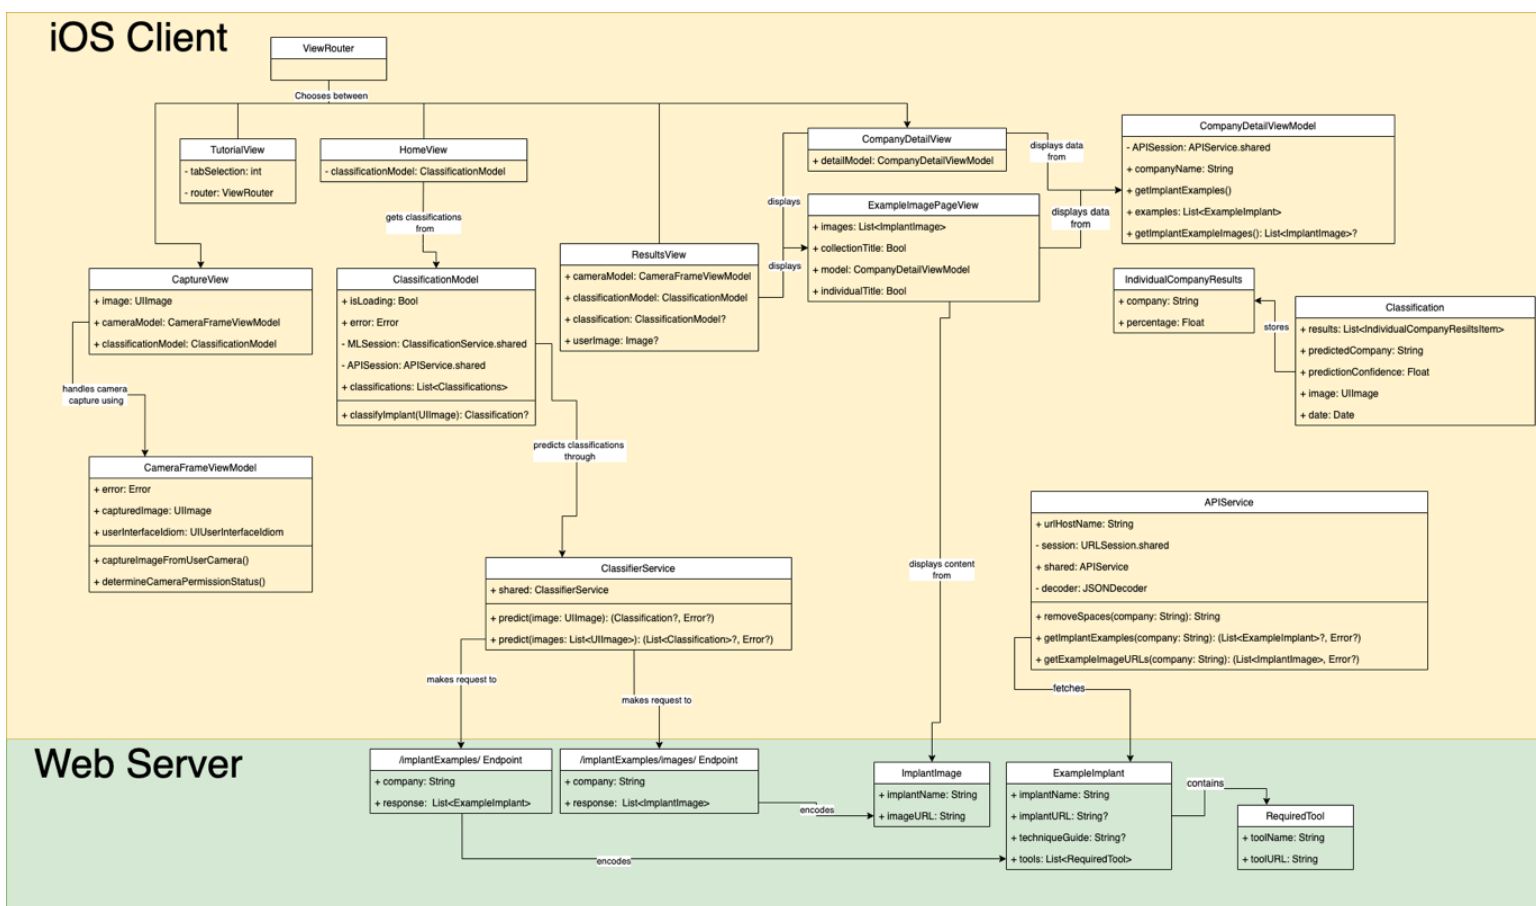 iOS Client
ViewRouter
Chooses between
TutorialView
- tabSelection: int
- router: ViewRouter
HomeView
- classificationModel: ClassificationModel
gets classifications
from
CompanyDetailView
+ detailModel: CompanyDetailViewModel
displays data
from
CompanyDetailViewModel
- APISession: APIService.shared
+ companyName: String
+ getImplantExamples()
+ examples: List<ExampleImplant>
+ getImplantExampleImages(): List<ImplantImage>?
displays
ExampleImagePageView
+ images: List<ImplantImage>
+ collectionTitle: Bool
+ model: CompanyDetailViewModel
+ individualTitle: Bool
displays data
from
displays
ResultsView
+ cameraModel: CameraFrameViewModel
+ classificationModel: ClassificationModel
+ classification: ClassificationModel?
+ userImage: Image?
CaptureView
+ image: UIImage
+ cameraModel: CameraFrameViewModel
+ classificationModel: ClassificationModel
ClassificationModel
+ isLoading: Bool
+ error: Error
- MLSession: ClassificationService.shared
- APISession: APIService.shared
+ classifications: List<Classifications>
+ classifyImplant(UIImage): Classification?
IndividualCompanyResults
+ company: String
+ percentage: Float
stores
Classification
+ results: List<IndividualCompanyResiltsItem>
+ predictedCompany: String
+ predictionConfidence: Float
+ image: UIImage
+ date: Date
handles camera
capture using
predicts classifications
through
CameraFrameViewModel
+ error: Error
+ capturedImage: UIImage
+ userInterfaceIdiom: UIUserInterfaceIdiom
+ captureImageFromUserCamera()
+ determineCameraPermissionStatus()
APIService
+ urlHostName: String
- session: URLSession.shared
+ shared: APIService
- decoder: JSONDecoder
+ removeSpaces(company: String): String
+ getImplantExamples(company: String): (List<ExampleImplant>?, Error?)
+ getExampleImageURLs(company: String): (List<ImplantImage>, Error?)
ClassifierService
+ shared: ClassifierService
+ predict(image: UIImage): (Classification?, Error?)
+ predict(images: List<UIImage>): (List<Classification>?, Error?)
displays content
from
makes request to
makes request to
fetches
Web Server
/implantExamples/ Endpoint
+ company: String
+ response: List<ExampleImplant>
/implantExamples/images/ Endpoint
+ company: String
+ response: List<ImplantImage>
encodes
ImplantImage
+ implantName: String
+ imageURL: String
ExampleImplant
+ implantName: String
+ implantURL: String?
+ techniqueGuide: String?
+ tools: List<RequiredTool>
contains
RequiredTool
+ toolName: String
+ toolURL: String
encodes